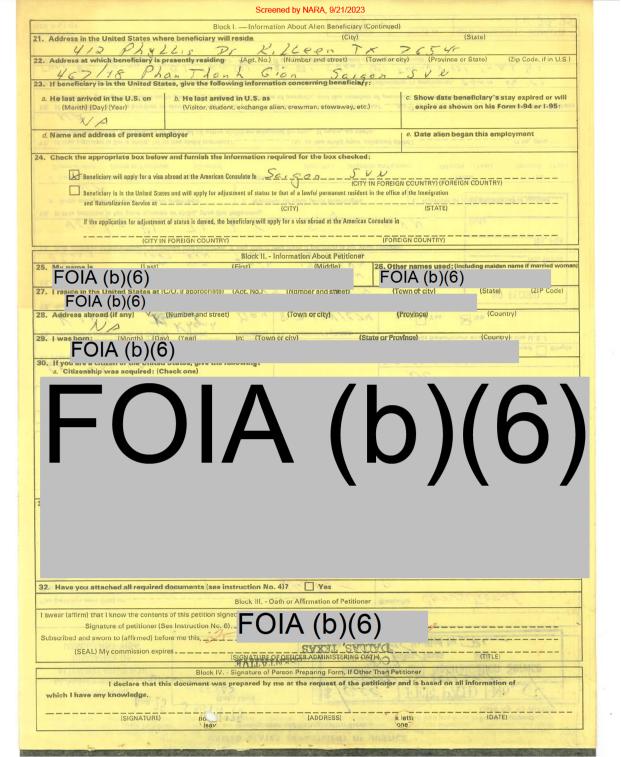 Screened by NARA, 9/21/2023
Block I. — Information About Alien Beneficiary (Continued)
21. Address in the United States where beneficiary will reside (City) (State)
412 Phyllis Dr Killeen TX
22. Address at which beneficiary is presently residing (Apt. No.) (Number and street) (Town or city) (Province or State) (Zip Code, if in U.S.)
467/18 Phan Thanh Gian Saigon SVN
23. If beneficiary is in the United States, give the following information concerning beneficiary:
a. He last arrived in the U.S. on (Month) (Day) (Year)
b. He last arrived in U.S. as (Visitor, student, exchange alien, crewman, stowaway, etc.)
c. Show date beneficiary's stay expired or will expire as shown on his Form I-94 or I-95:
NA
d. Name and address of present employer
e. Date alien began this employment
24. Check the appropriate box below and furnish the information required for the box checked:
Beneficiary will apply for a visa abroad at the American Consulate in Saigon SVN
(CITY IN FOREIGN COUNTRY) (FOREIGN COUNTRY)
Beneficiary is in the United States and will apply for adjustment of status to that of a lawful permanent resident in the office of the Immigration
and Naturalization Service at
(CITY) (STATE)
If the application for adjustment of status is denied, the beneficiary will apply for a visa abroad at the American Consulate in
(CITY IN FOREIGN COUNTRY) (FOREIGN COUNTRY)
Block II. - Information About Petitioner
25. My name is (Last) (First) (Middle) 26. Other names used: (Including maiden name if married woman)
FOIA (b)(6) FOIA (b)(6)
27. I reside in the United States at (C/O, if appropriate) (Apt. No.) (Number and street) (Town or city) (State) (ZIP Code)
FOIA (b)(6)
28. Address abroad (if any) (Number and street) (Town or city) (Province) (Country)
NA
29. I was born: (Month) (Day) (Year) in: (Town or city) (State or Province) (Country)
FOIA (b)(6)
30. If you are a citizen of the United States, give the following:
a. Citizenship was acquired: (Check one)
FOIA (b)(6)
32. Have you attached all required documents (see instruction No. 4)? Yes
Block III. - Oath or Affirmation of Petitioner
I swear (affirm) that I know the contents of this petition signed
Signature of petitioner (See Instruction No. 6).
FOIA (b)(6)
Subscribed and sworn to (affirmed) before me this
DALLAS, TEXAS
(SEAL) My commission expires
(SIGNATURE OF OFFICER ADMINISTERING OATH) (TITLE)
Block IV. - Signature of Person Preparing Form, If Other Than Petitioner
I declare that this document was prepared by me at the request of the petitioner and is based on all information of
which I have any knowledge.
(SIGNATURE) (ADDRESS) (DATE)